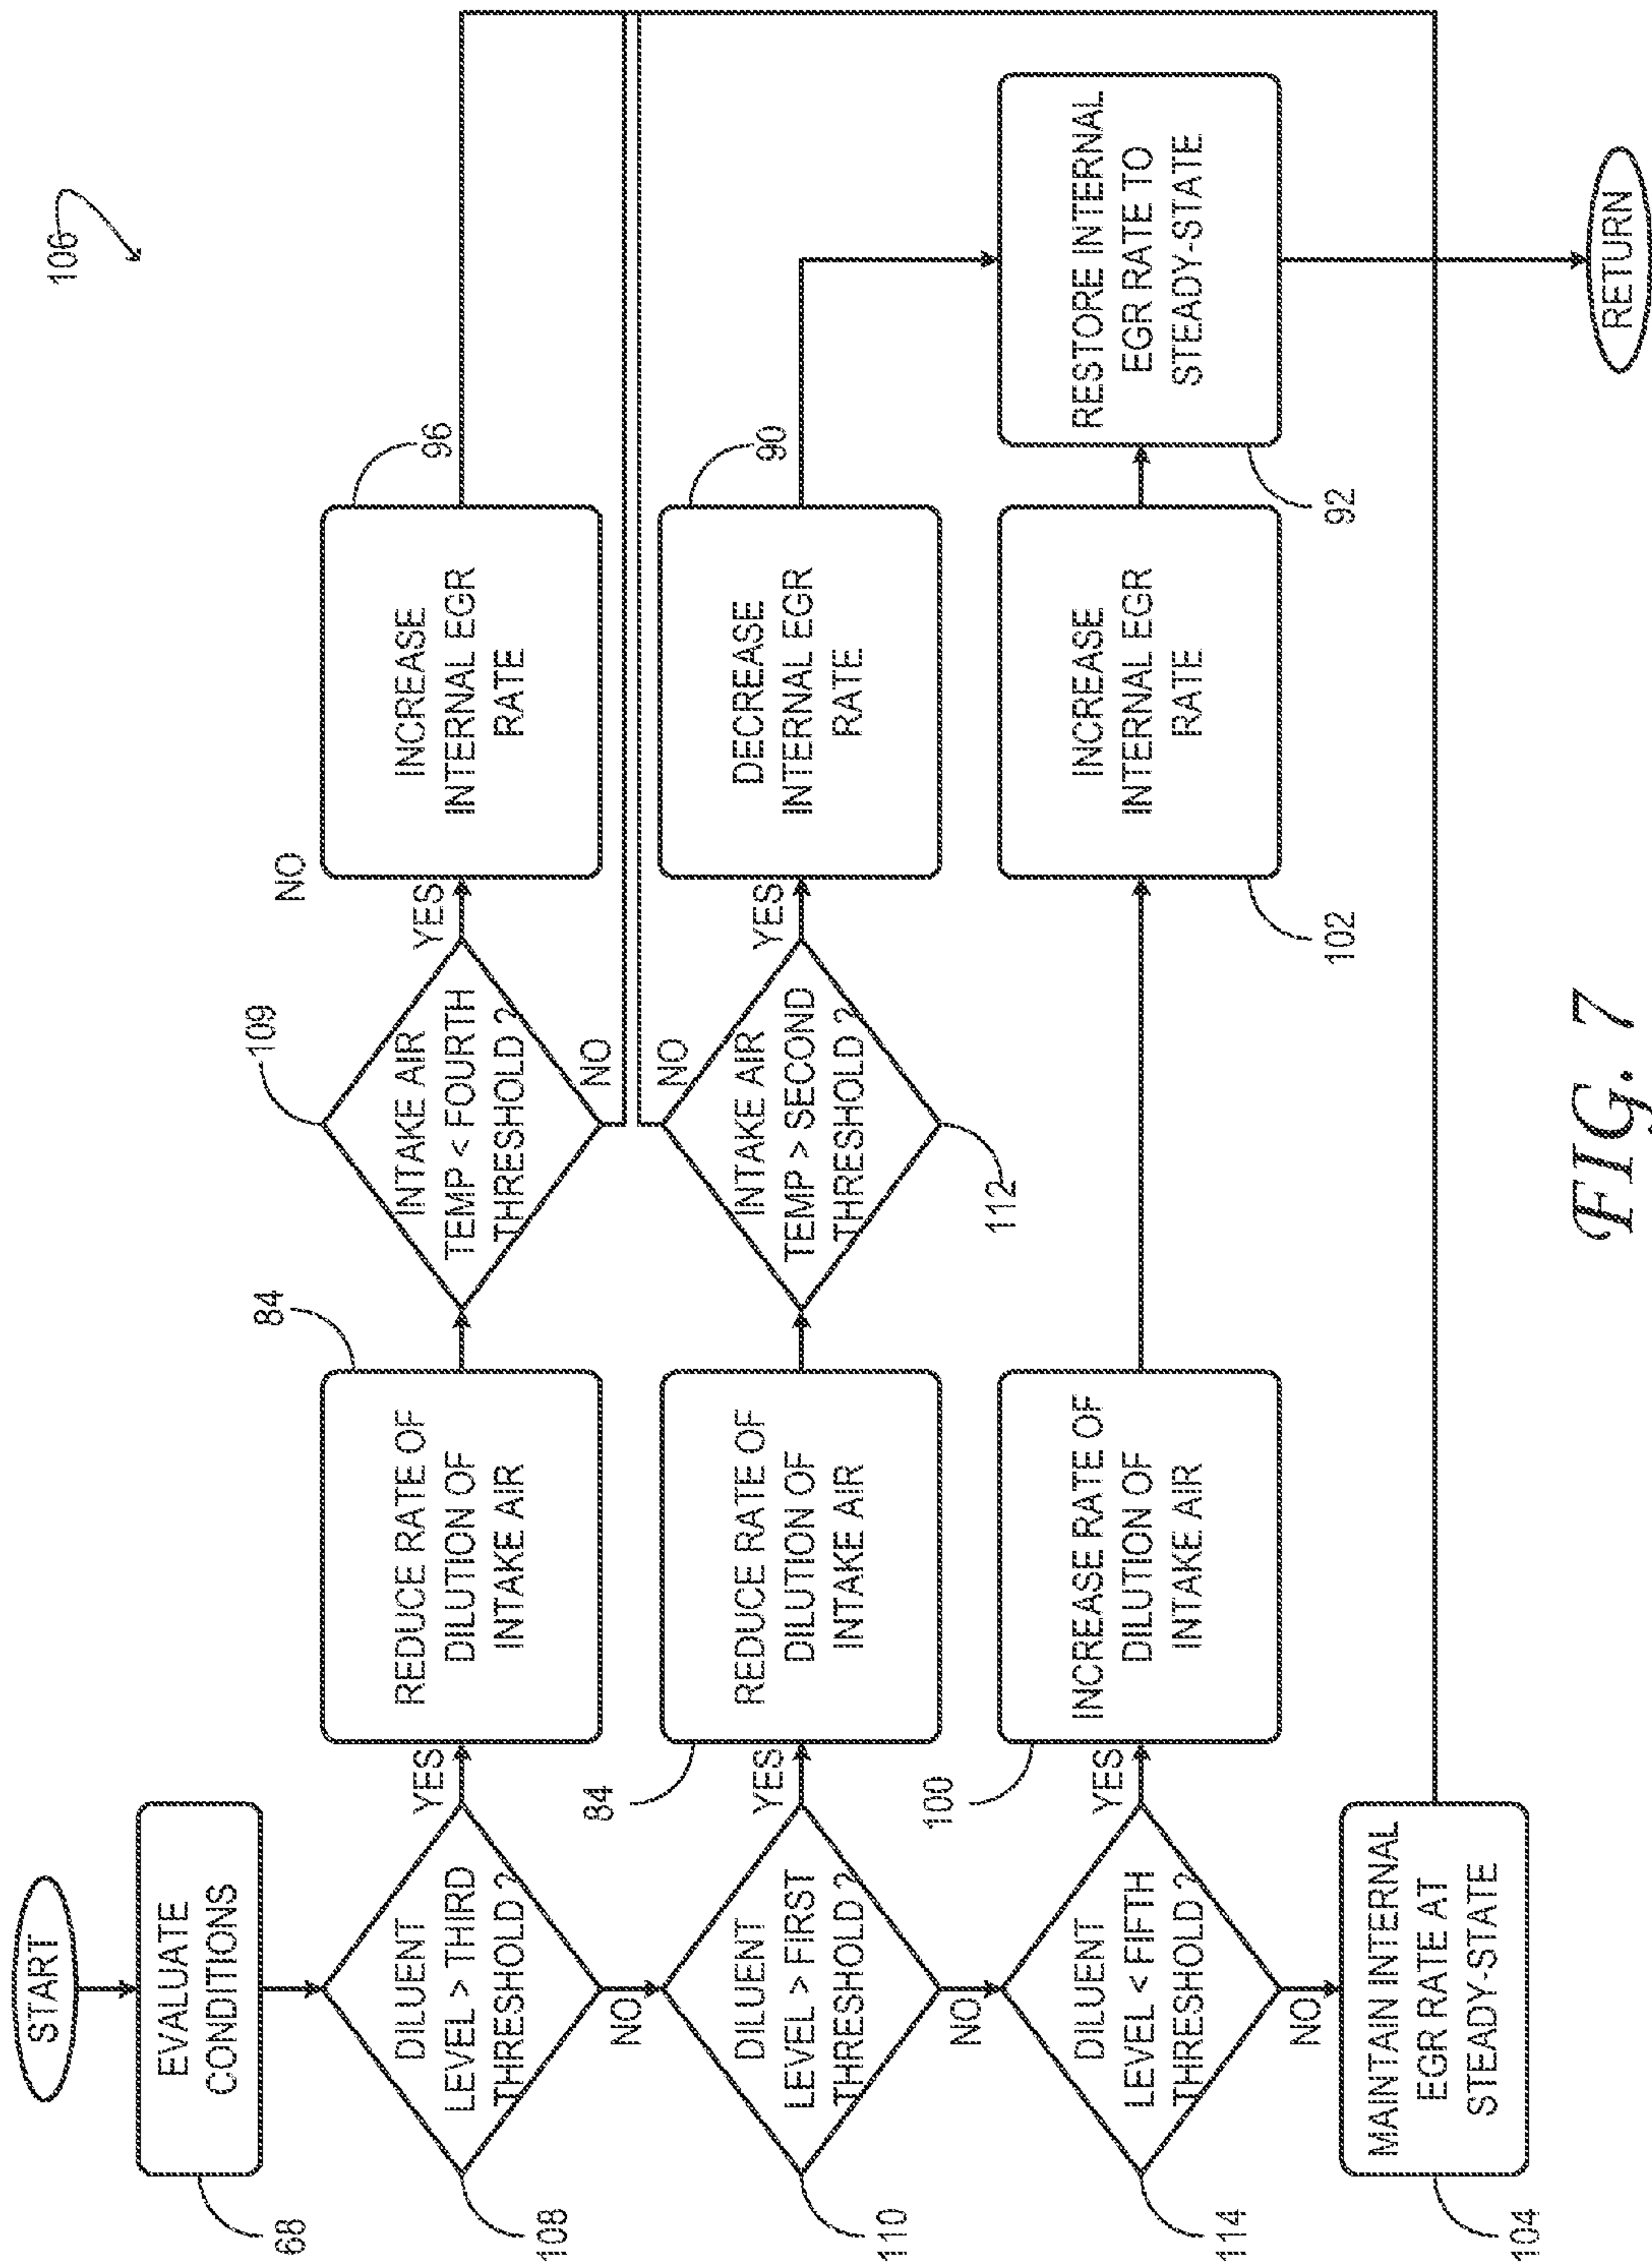 106
START
EVALUATE
CONDITIONS
68
DILUENT
LEVEL > THIRD
THRESHOLD ?
108
YES
NO
REDUCE RATE OF
DILUTION OF
INTAKE AIR
84
INTAKE AIR
TEMP < FOURTH
THRESHOLD ?
109
YES
NO
NO
INCREASE
INTERNAL EGR
RATE
96
DILUENT
LEVEL > FIRST
THRESHOLD ?
110
YES
NO
REDUCE RATE OF
DILUTION OF
INTAKE AIR
84
INTAKE AIR
TEMP > SECOND
THRESHOLD ?
112
YES
NO
DECREASE
INTERNAL EGR
RATE
90
DILUENT
LEVEL < FIFTH
THRESHOLD ?
114
YES
NO
INCREASE RATE OF
DILUTION OF
INTAKE AIR
100
INCREASE
INTERNAL EGR
RATE
102
RESTORE INTERNAL
EGR RATE TO
STEADY-STATE
92
MAINTAIN INTERNAL
EGR RATE AT
STEADY-STATE
104
RETURN
FIG. 7